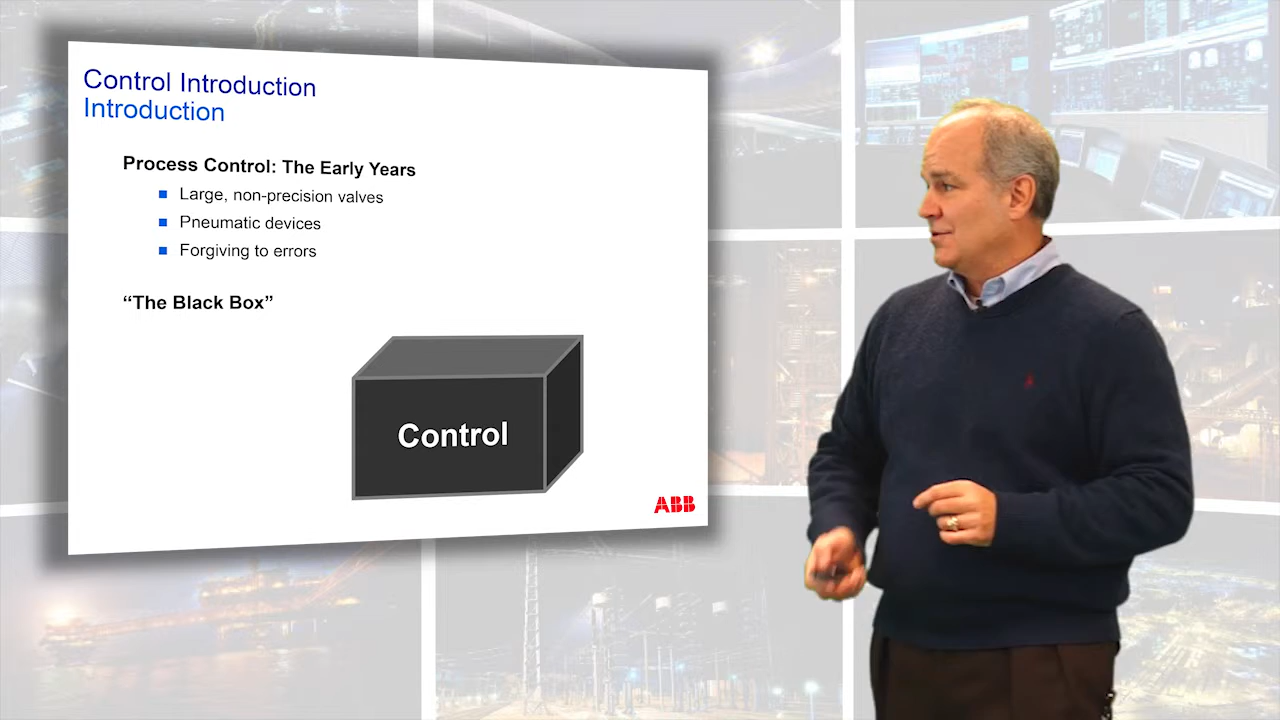 Control Introduction
Introduction
Process Control: The Early Years
Large, non-precision valves
Pneumatic devices
Forgiving to errors
“The Black Box”
Control
ABB